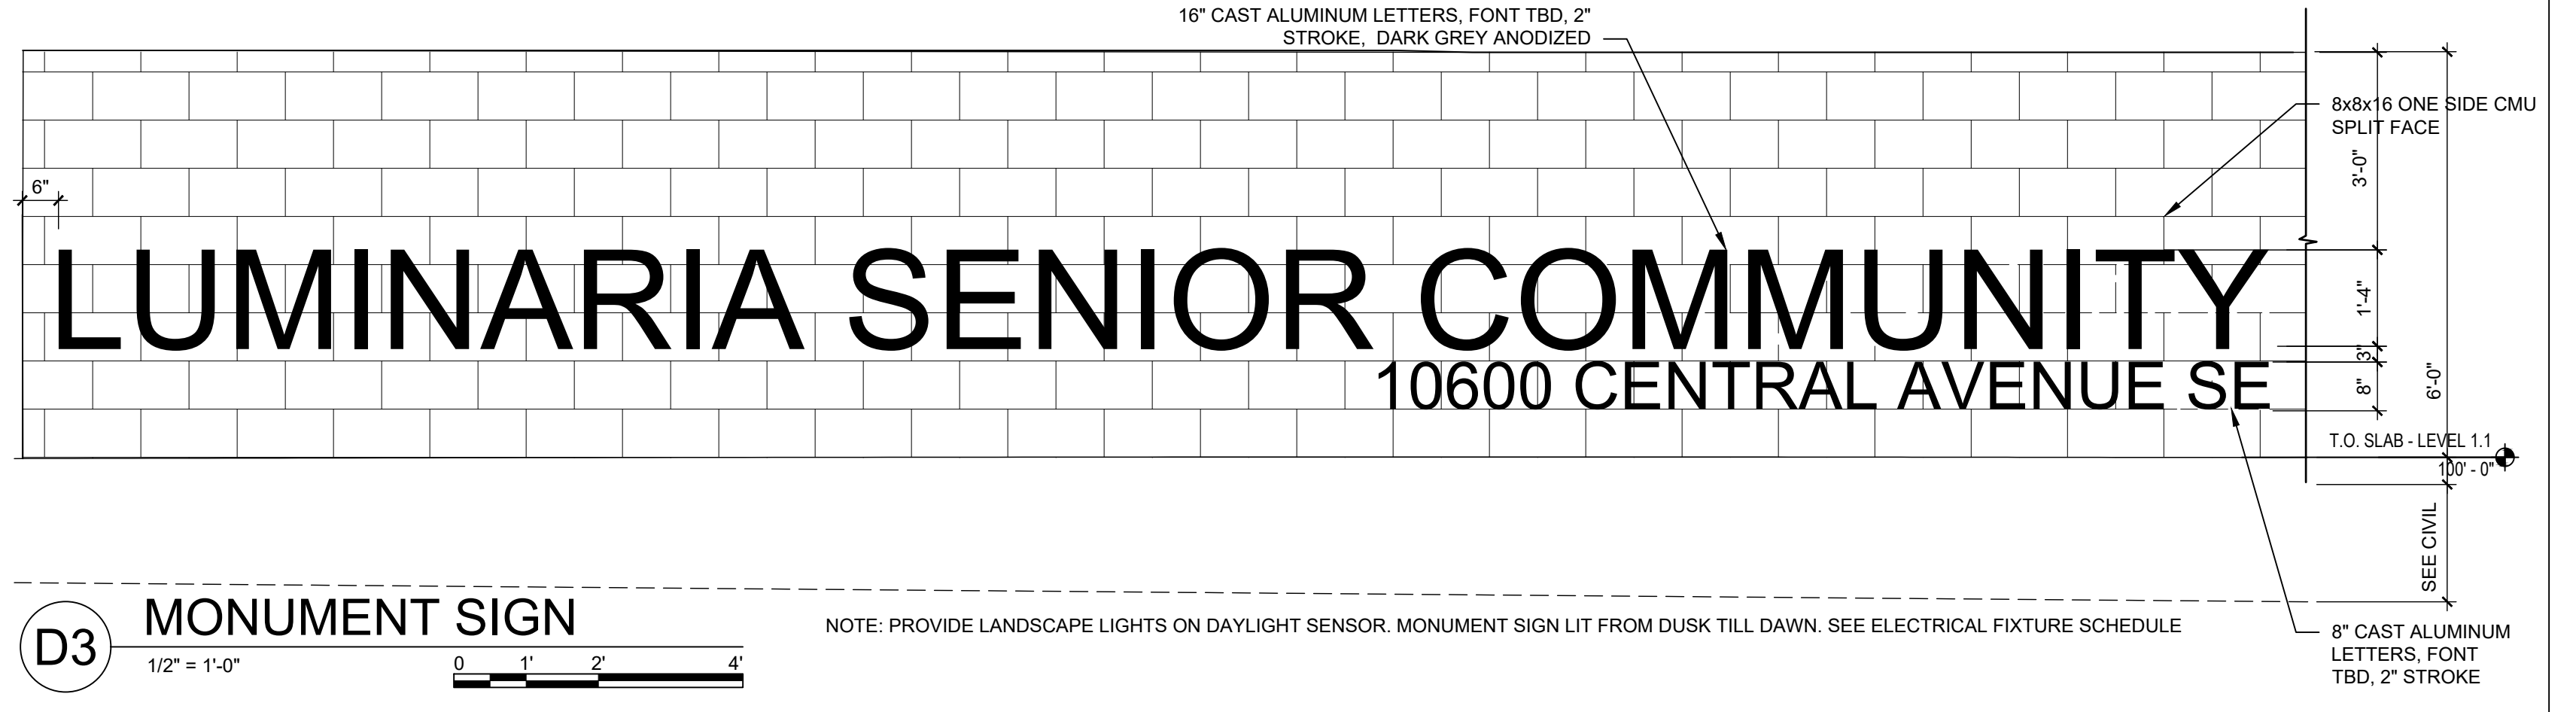 16" CAST ALUMINUM LETTERS, FONT TBD, 2"
STROKE, DARK GREY ANODIZED
8x8x16 ONE SIDE CMU
SPLIT FACE
3'-0"
6"
LUMINARIA SENIOR COMMUNITY
1'-4"
3"
10600 CENTRAL AVENUE SE
8"
6'-0"
T.O. SLAB - LEVEL 1.1
100' - 0"
SEE CIVIL
D3
MONUMENT SIGN
1/2" = 1'-0"
0 1' 2' 4'
NOTE: PROVIDE LANDSCAPE LIGHTS ON DAYLIGHT SENSOR. MONUMENT SIGN LIT FROM DUSK TILL DAWN. SEE ELECTRICAL FIXTURE SCHEDULE
8" CAST ALUMINUM
LETTERS, FONT
TBD, 2" STROKE